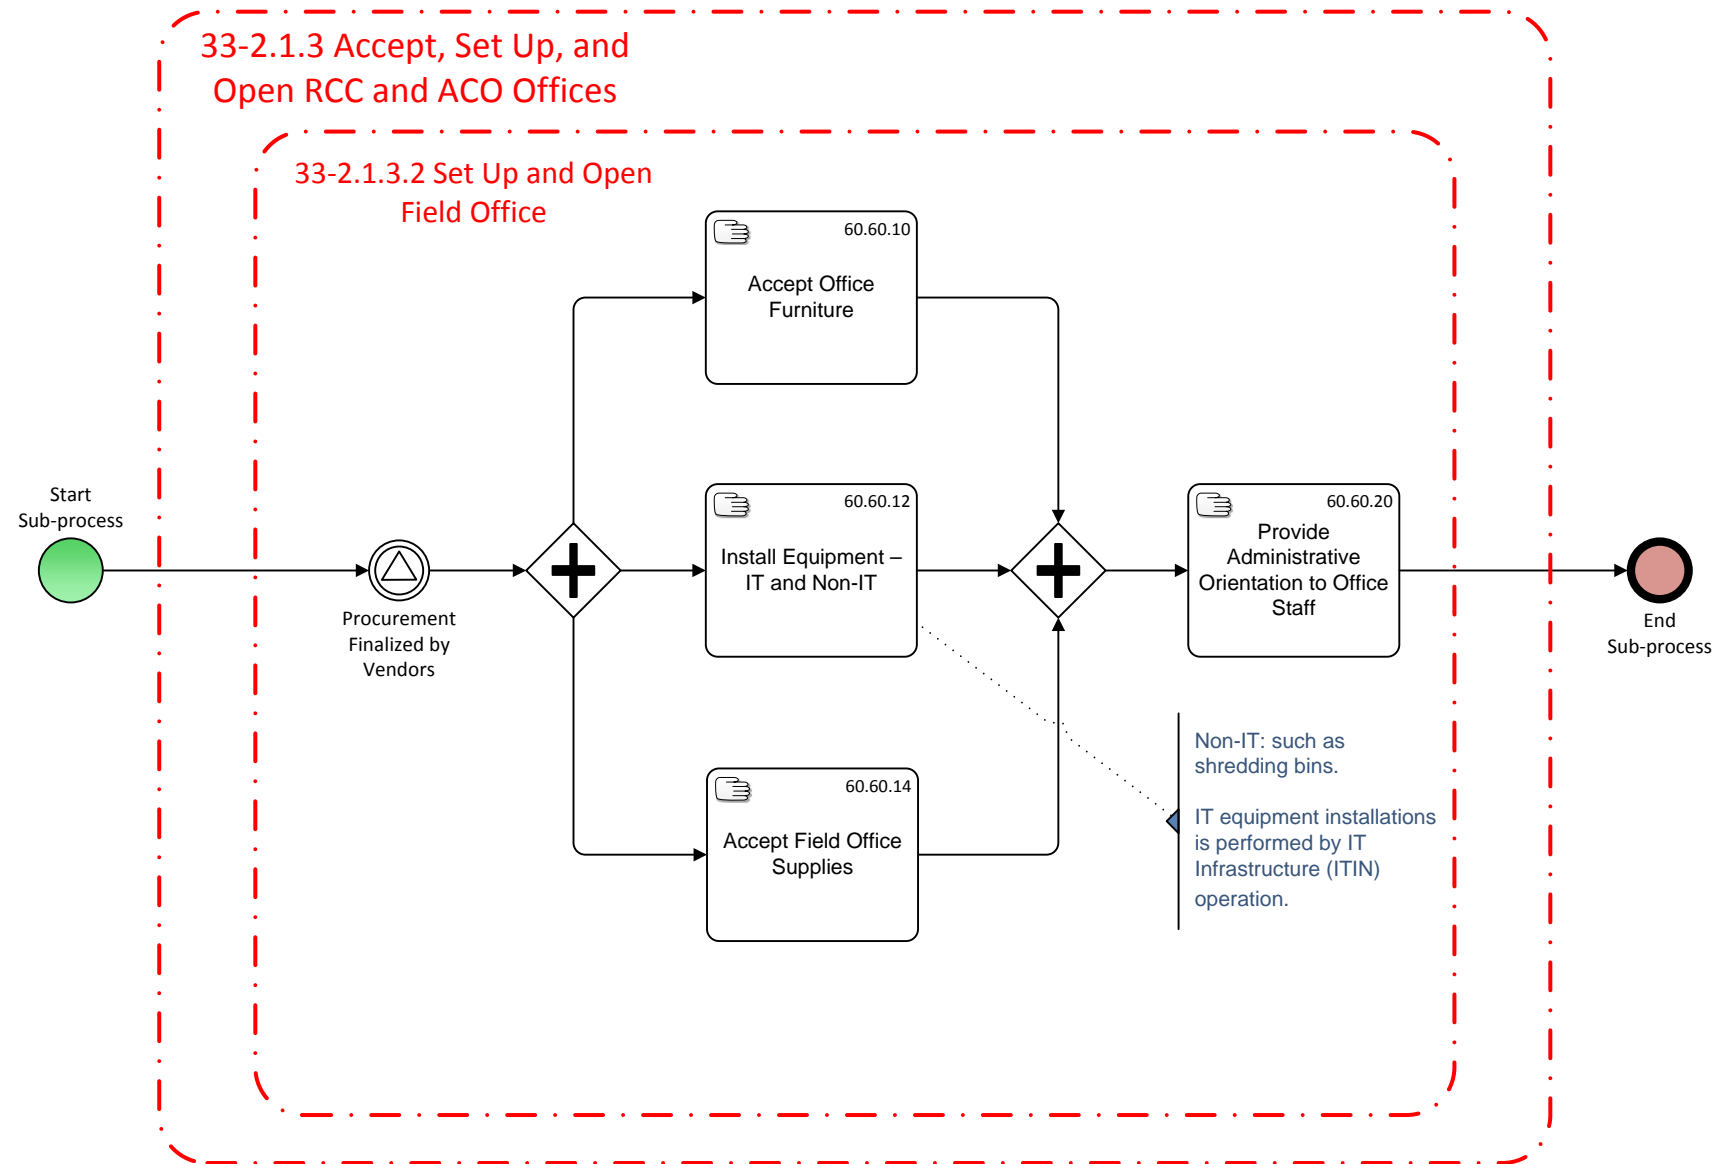 33-2.1.3 Accept, Set Up, and
Open RCC and ACO Offices
33-2.1.3.2 Set Up and Open
Field Office
Start
Sub-process
Procurement
Finalized by
Vendors
60.60.10
Accept Office
Furniture
60.60.12
Install Equipment –
IT and Non-IT
60.60.14
Accept Field Office
Supplies
60.60.20
Provide
Administrative
Orientation to Office
Staff
Non-IT: such as
shredding bins.
IT equipment installations
is performed by IT
Infrastructure (ITIN)
operation.
End
Sub-process